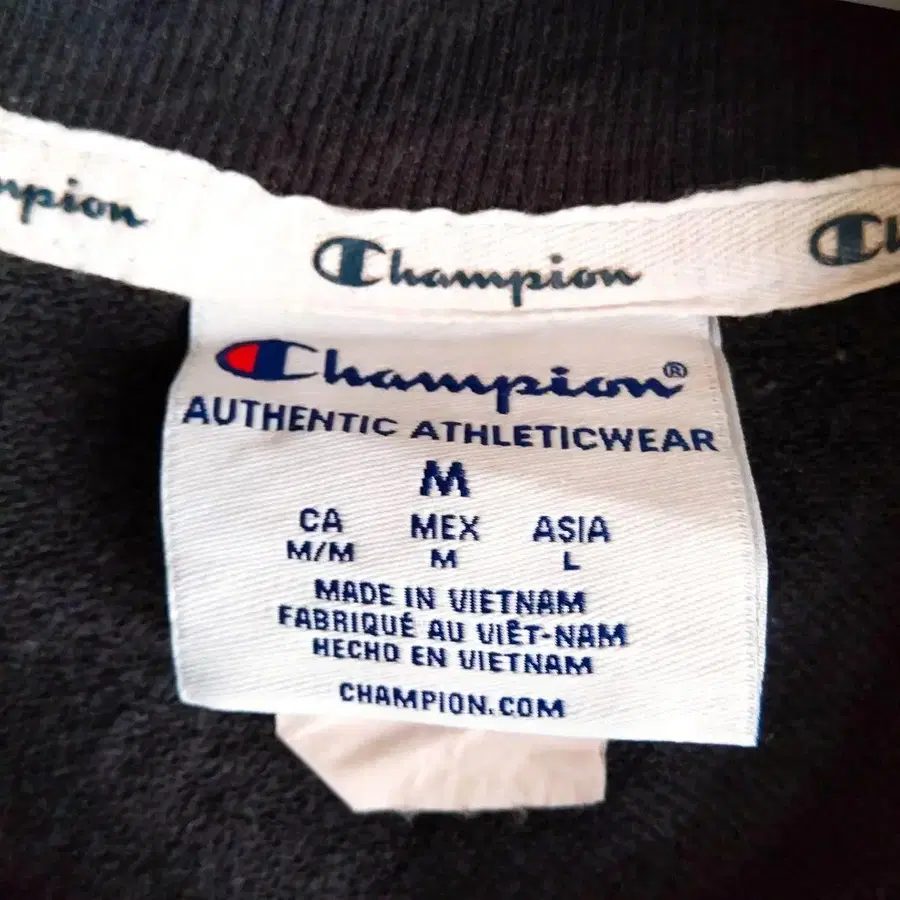 mpion Champion Ch
Champion®
AUTHENTIC ATHLETICWEAR
M
CA MEX ASIA
M/M M L
MADE IN VIETNAM
FABRIQUÉ AU VIÊT-NAM
HECHO EN VIETNAM
CHAMPION.COM